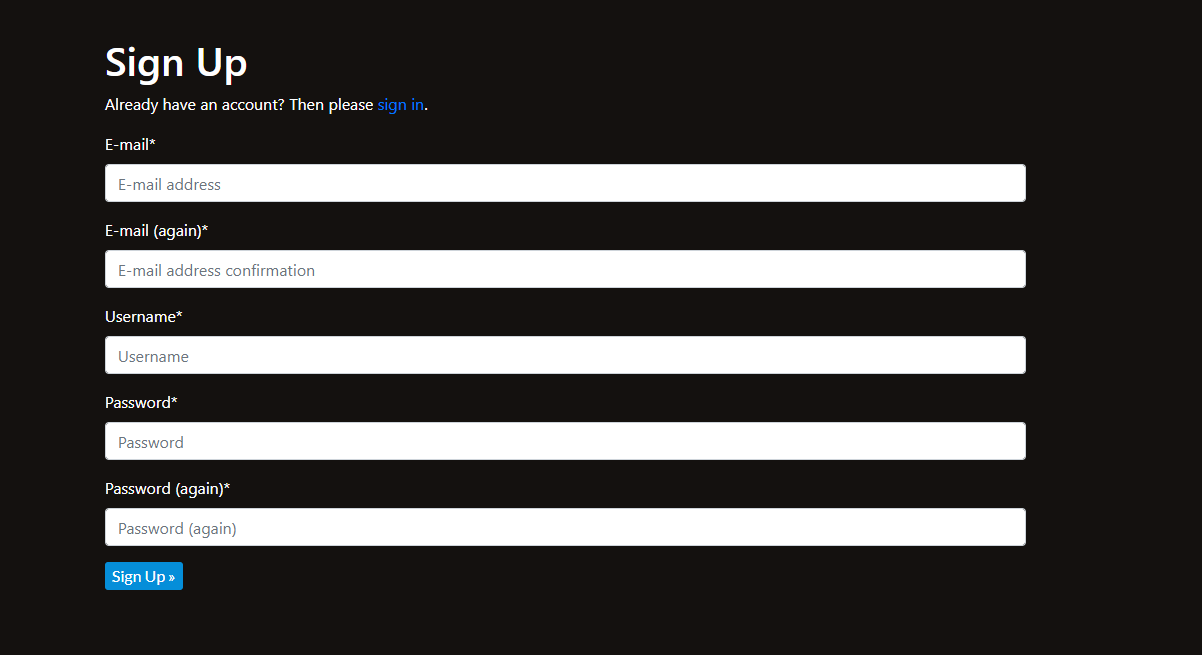 Sign Up
Already have an account? Then please sign in.
E-mail*
E-mail address
E-mail (again)*
E-mail address confirmation
Username*
Username
Password*
Password
Password (again)*
Password (again)
Sign Up »